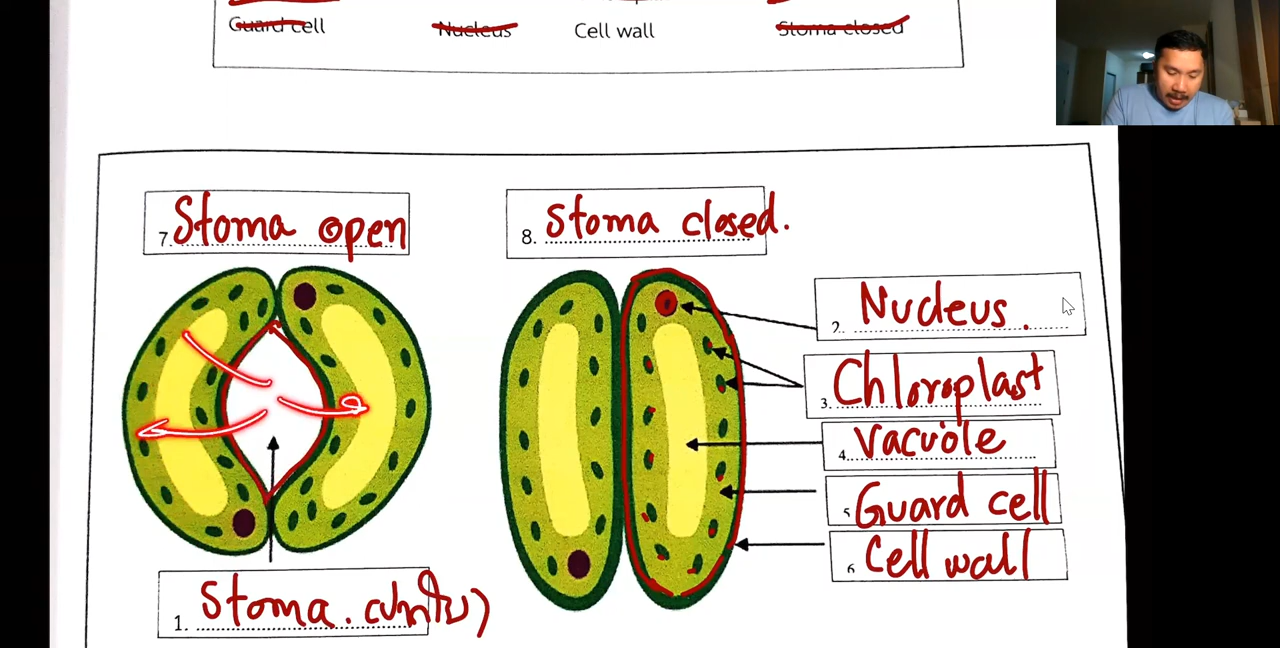 Guard cell Nucleus Cell wall Stoma closed
7. Stoma open
8. Stoma closed.
2. Nucleus.
3. Chloroplast
4. Vacuole
5 Guard cell
6 Cell wall
1. Stoma.